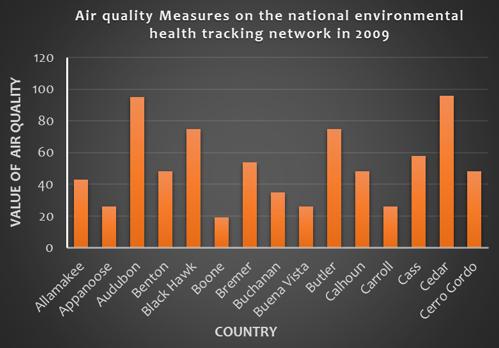 Air quality Measures on the national environmental
health tracking network in 2009
VALUE OF AIR QUALITY
120
100
80
60
40
20
0
Allamakee
Appanoose
Audubon
Benton
Black Hawk
Boone
Bremer
Buchanan
Buena Vista
Butler
Calhoun
Carroll
Cass
Cedar
Cerro Gordo
COUNTRY